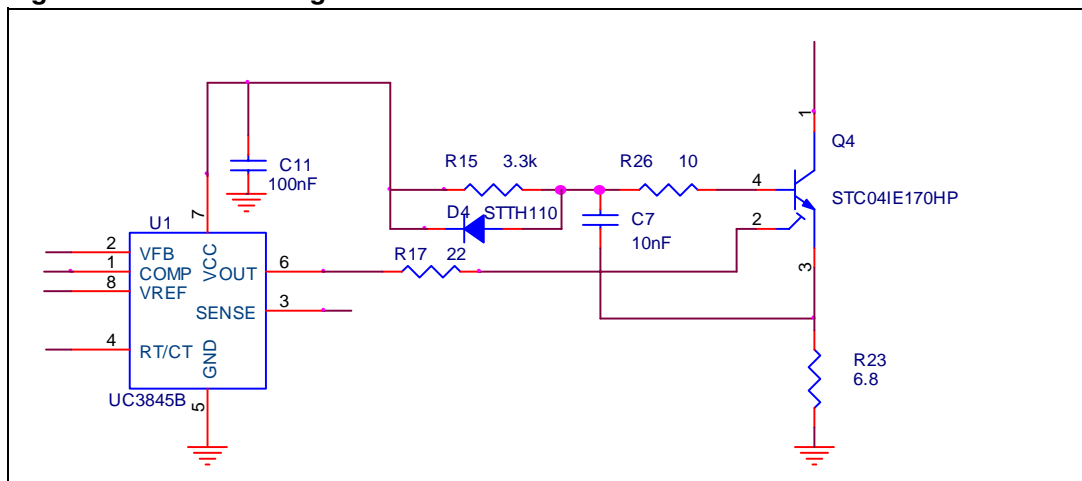 R15 3.3k
R26 10
1
Q4
C11
100nF
4
STC04IE170HP
D4
STTH110
C7
10nF
2
7
U1
R17 22
2
VFB
1
COMP
8
VREF
VCC
OUT
6
3
SENSE
3
4
RT/CT
GND
R23
6.8
UC3845B
5